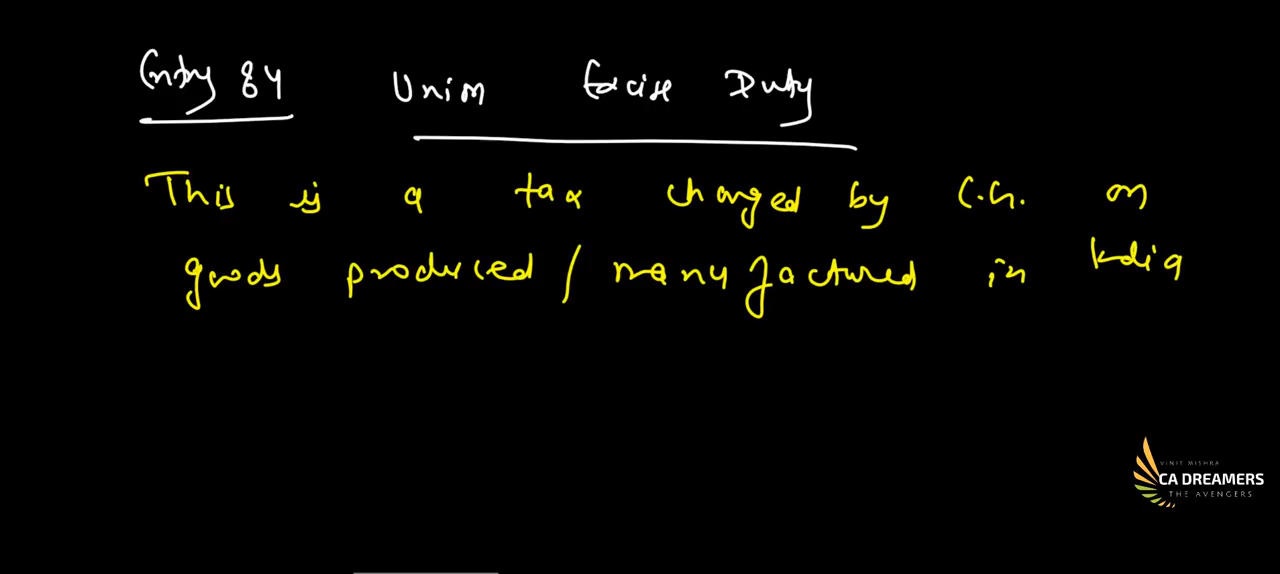 Entry 84 Union Excise Duty
This is a tax charged by C.G. on
goods produced / manufactured in India
VINIT MISHRA
CA DREAMERS
THE AVENGERS